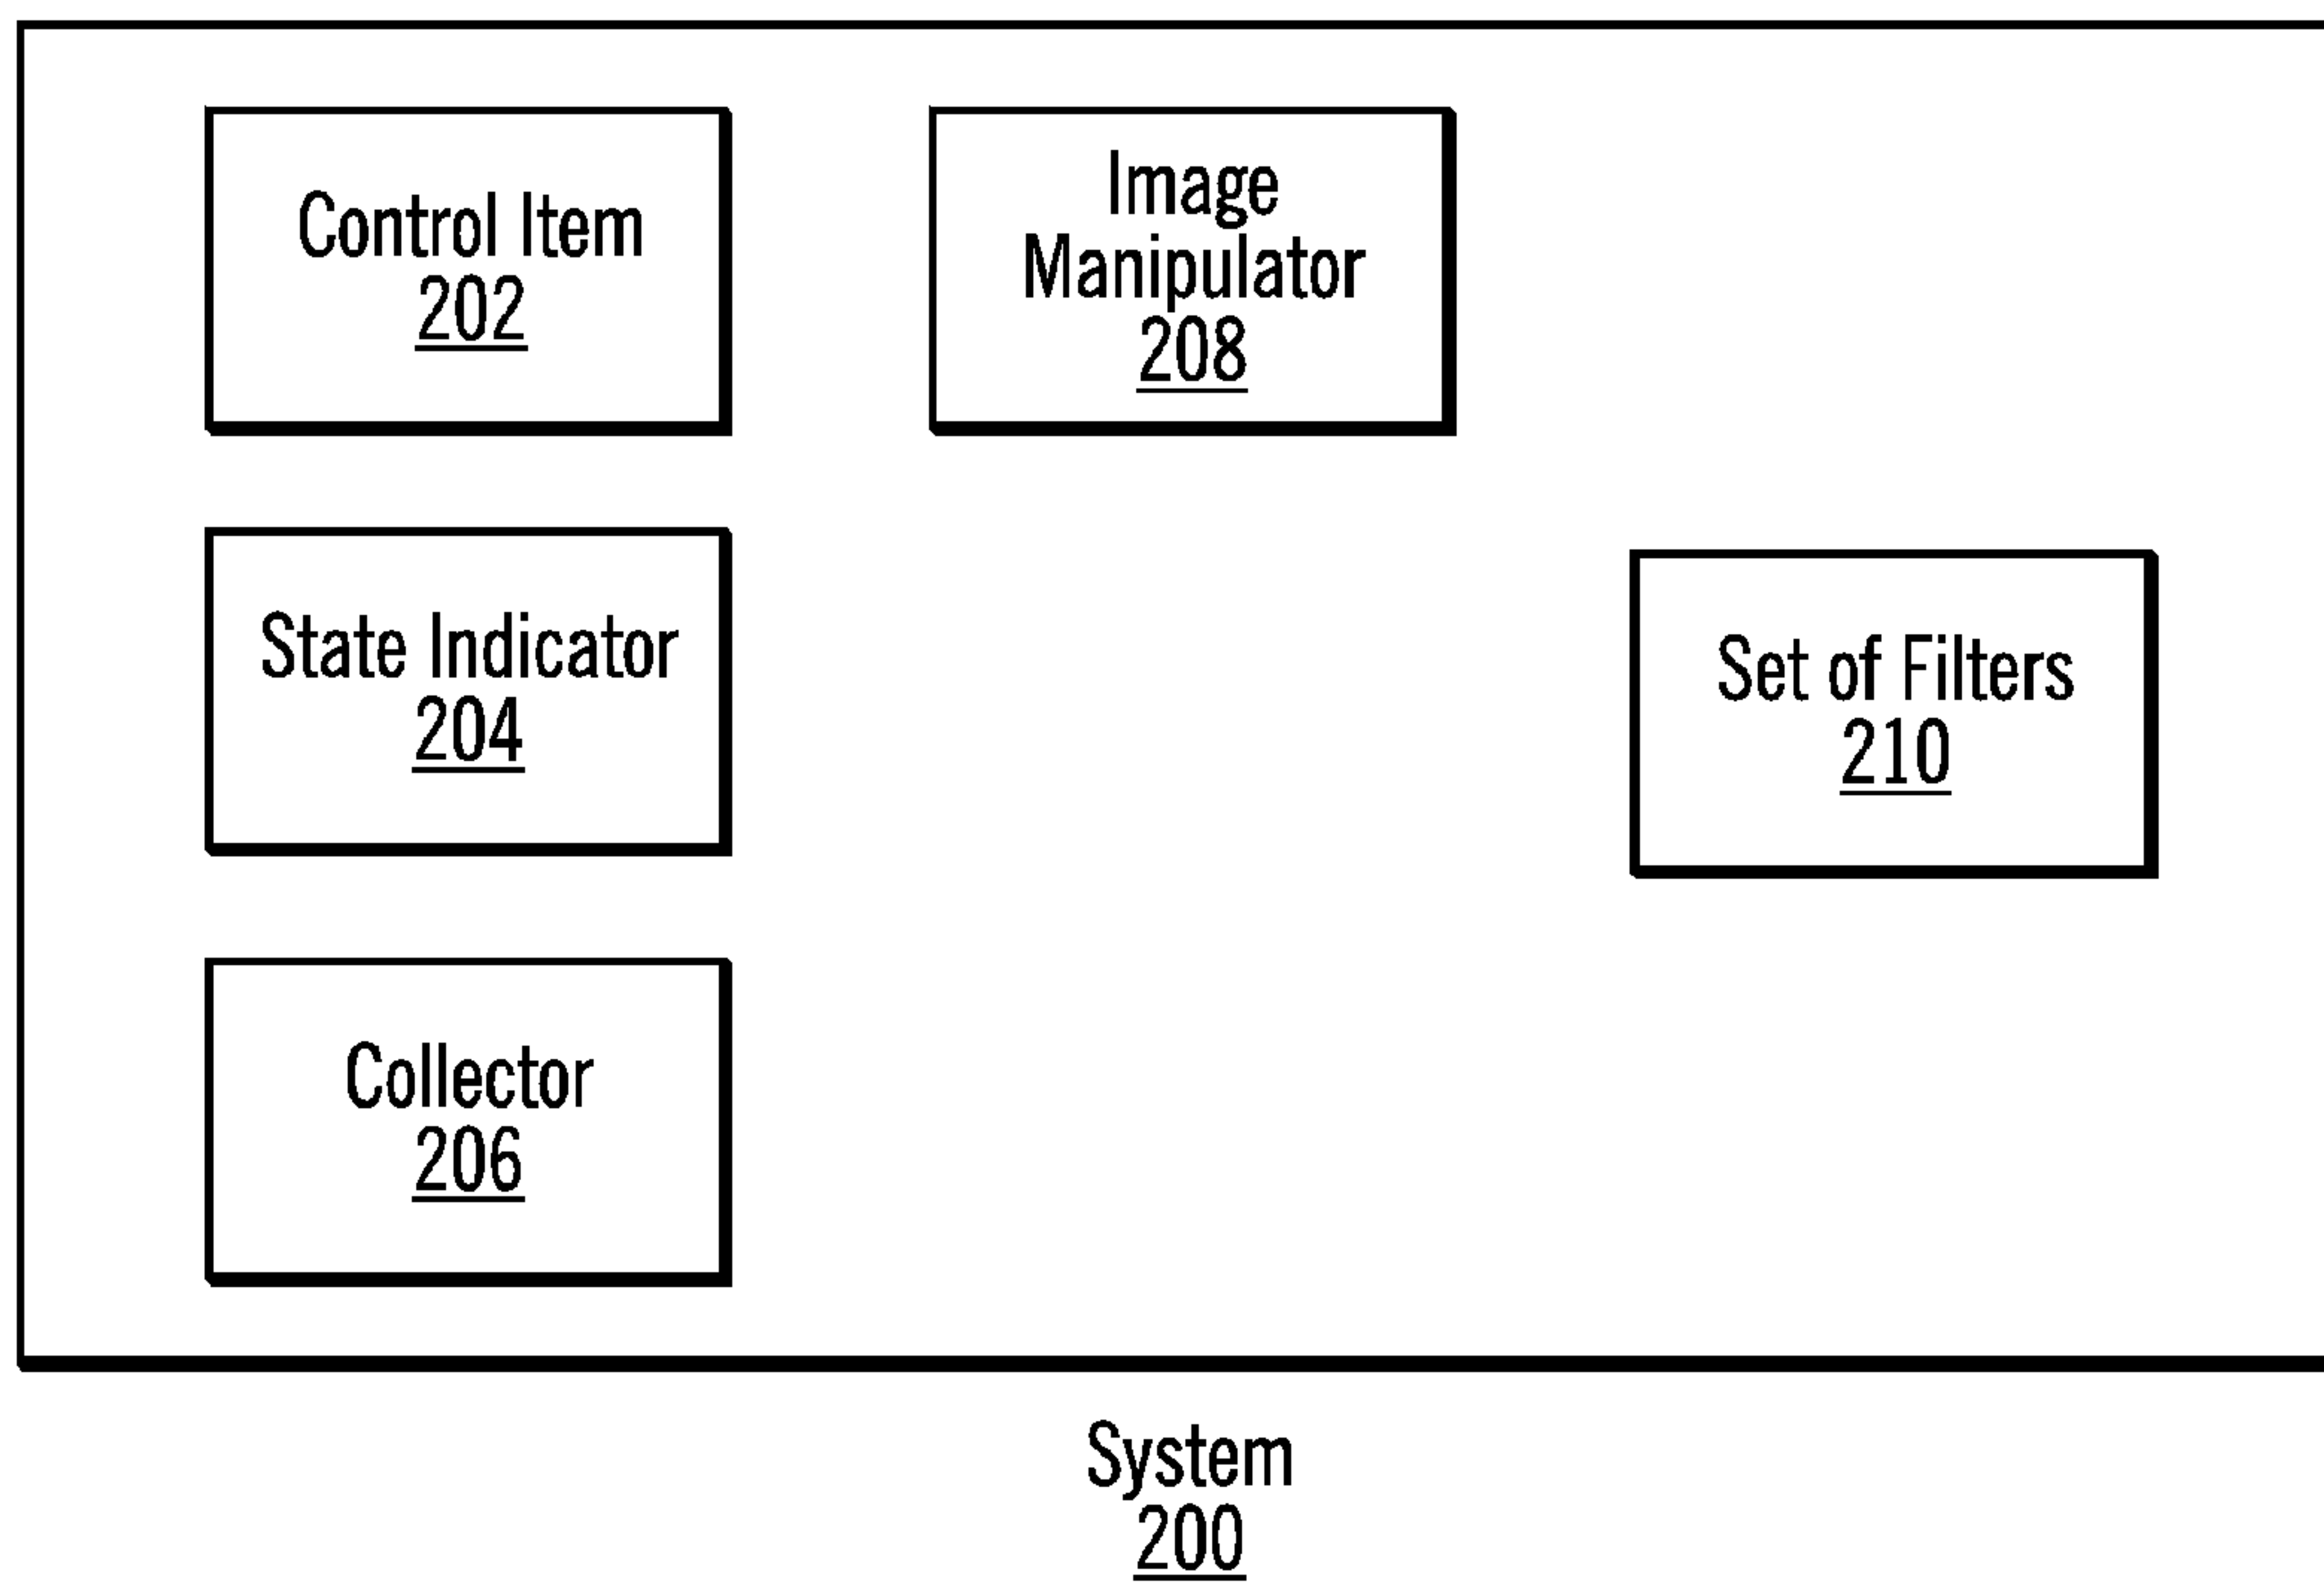 Control Item
202
Image
Manipulator
208
State Indicator
204
Set of Filters
210
Collector
206
System
200